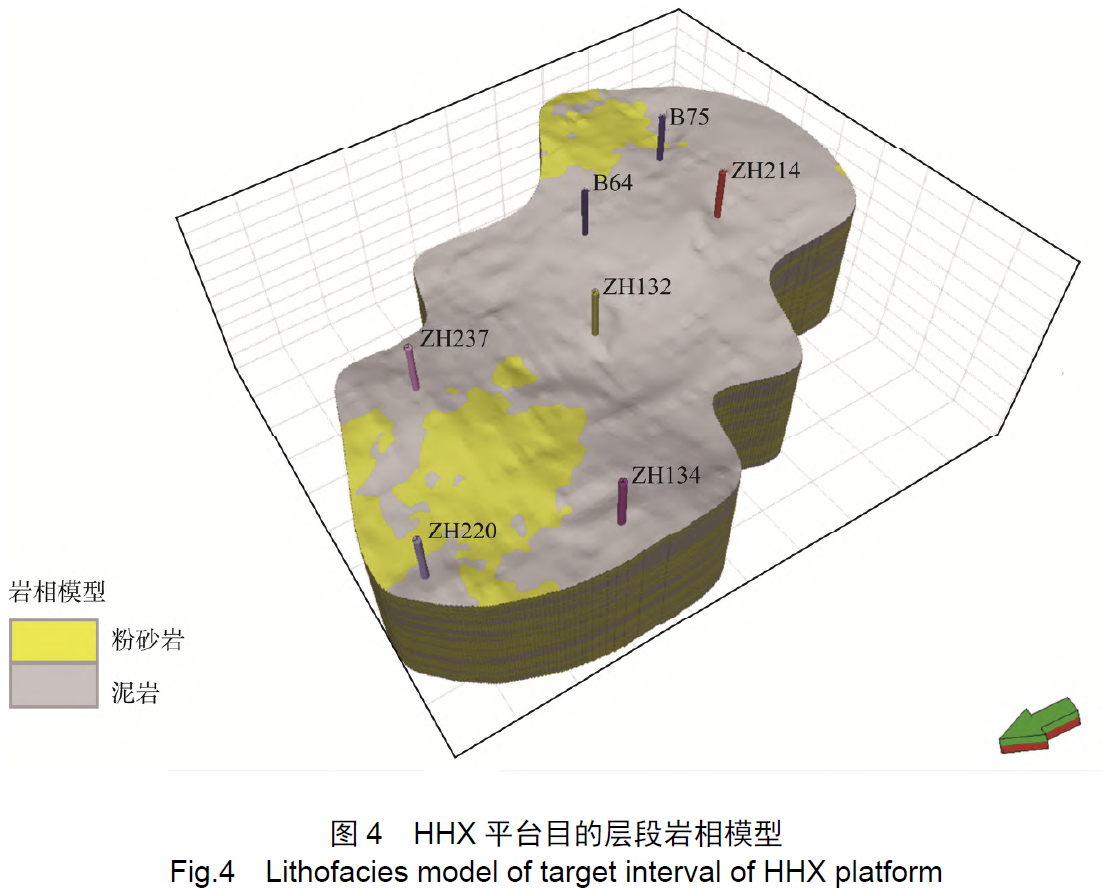 B75
ZH214
B64
ZH132
ZH237
ZH134
ZH220
岩相模型
粉砂岩
泥岩
图 4 HHX 平台目的层段岩相模型
Fig.4 Lithofacies model of target interval of HHX platform